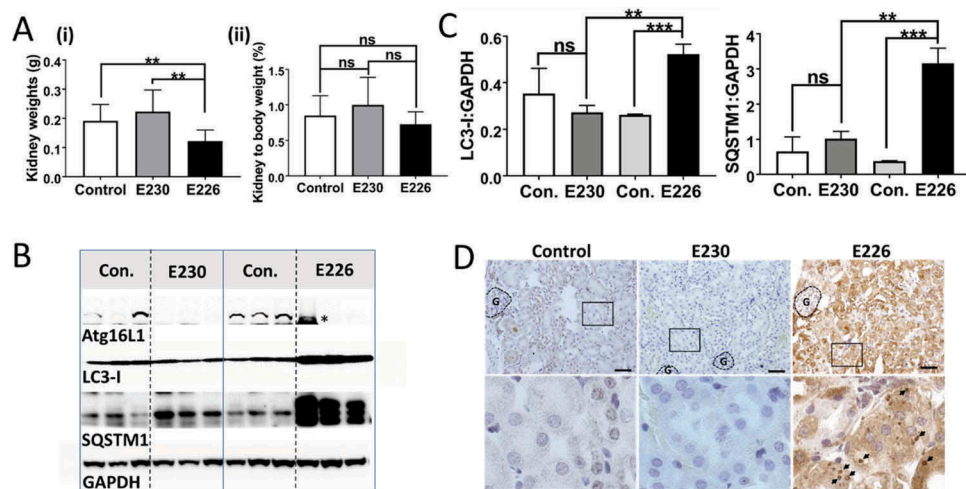 A
(i)
Kidney weights (g)
0.4
0.3
0.2
0.1
0.0
**
**
Control E230 E226
(ii)
Kidney to body weight (%)
1.5
1.0
0.5
0.0
ns
ns
ns
Control E230 E226
C
LC3-I:GAPDH
0.6
0.4
0.2
0.0
ns
**
***
Con. E230 Con. E226
SQSTM1:GAPDH
4
3
2
1
0
ns
**
***
Con. E230 Con. E226
B
Con. E230 Con. E226
*
Atg16L1
LC3-I
SQSTM1
GAPDH
D
Control E230 E226
G
G
G
G